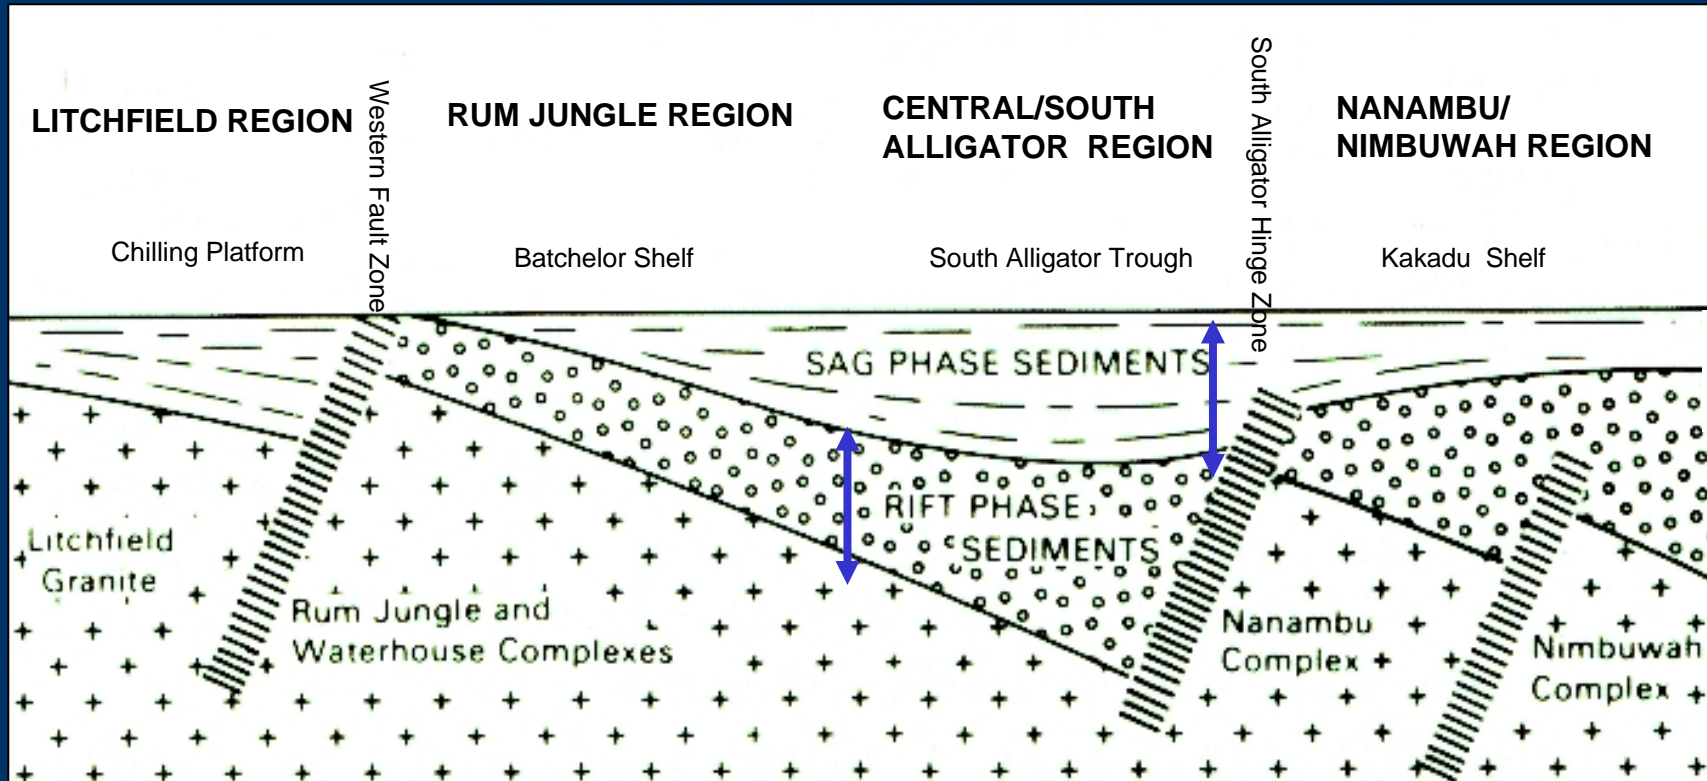 LITCHFIELD REGION
Western Fault Zone
RUM JUNGLE REGION
CENTRAL/SOUTH
ALLIGATOR REGION
South Alligator Hinge Zone
NANAMBU/
NIMBUWAH REGION
Chilling Platform
Batchelor Shelf
South Alligator Trough
Kakadu Shelf
SAG PHASE SEDIMENTS
RIFT PHASE
SEDIMENTS
Litchfield
Granite
Rum Jungle and
Waterhouse Complexes
Nanambu
Complex
Nimbuwah
Complex